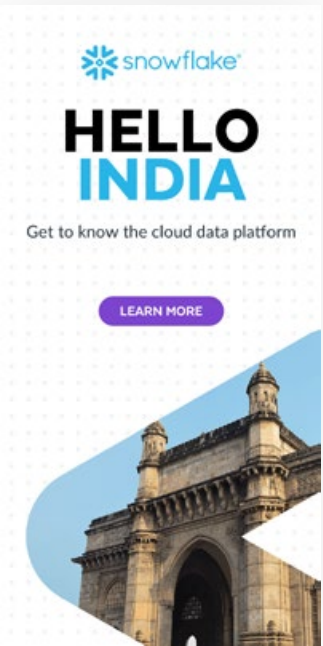 snowflake®
HELLO
INDIA
Get to know the cloud data platform
LEARN MORE